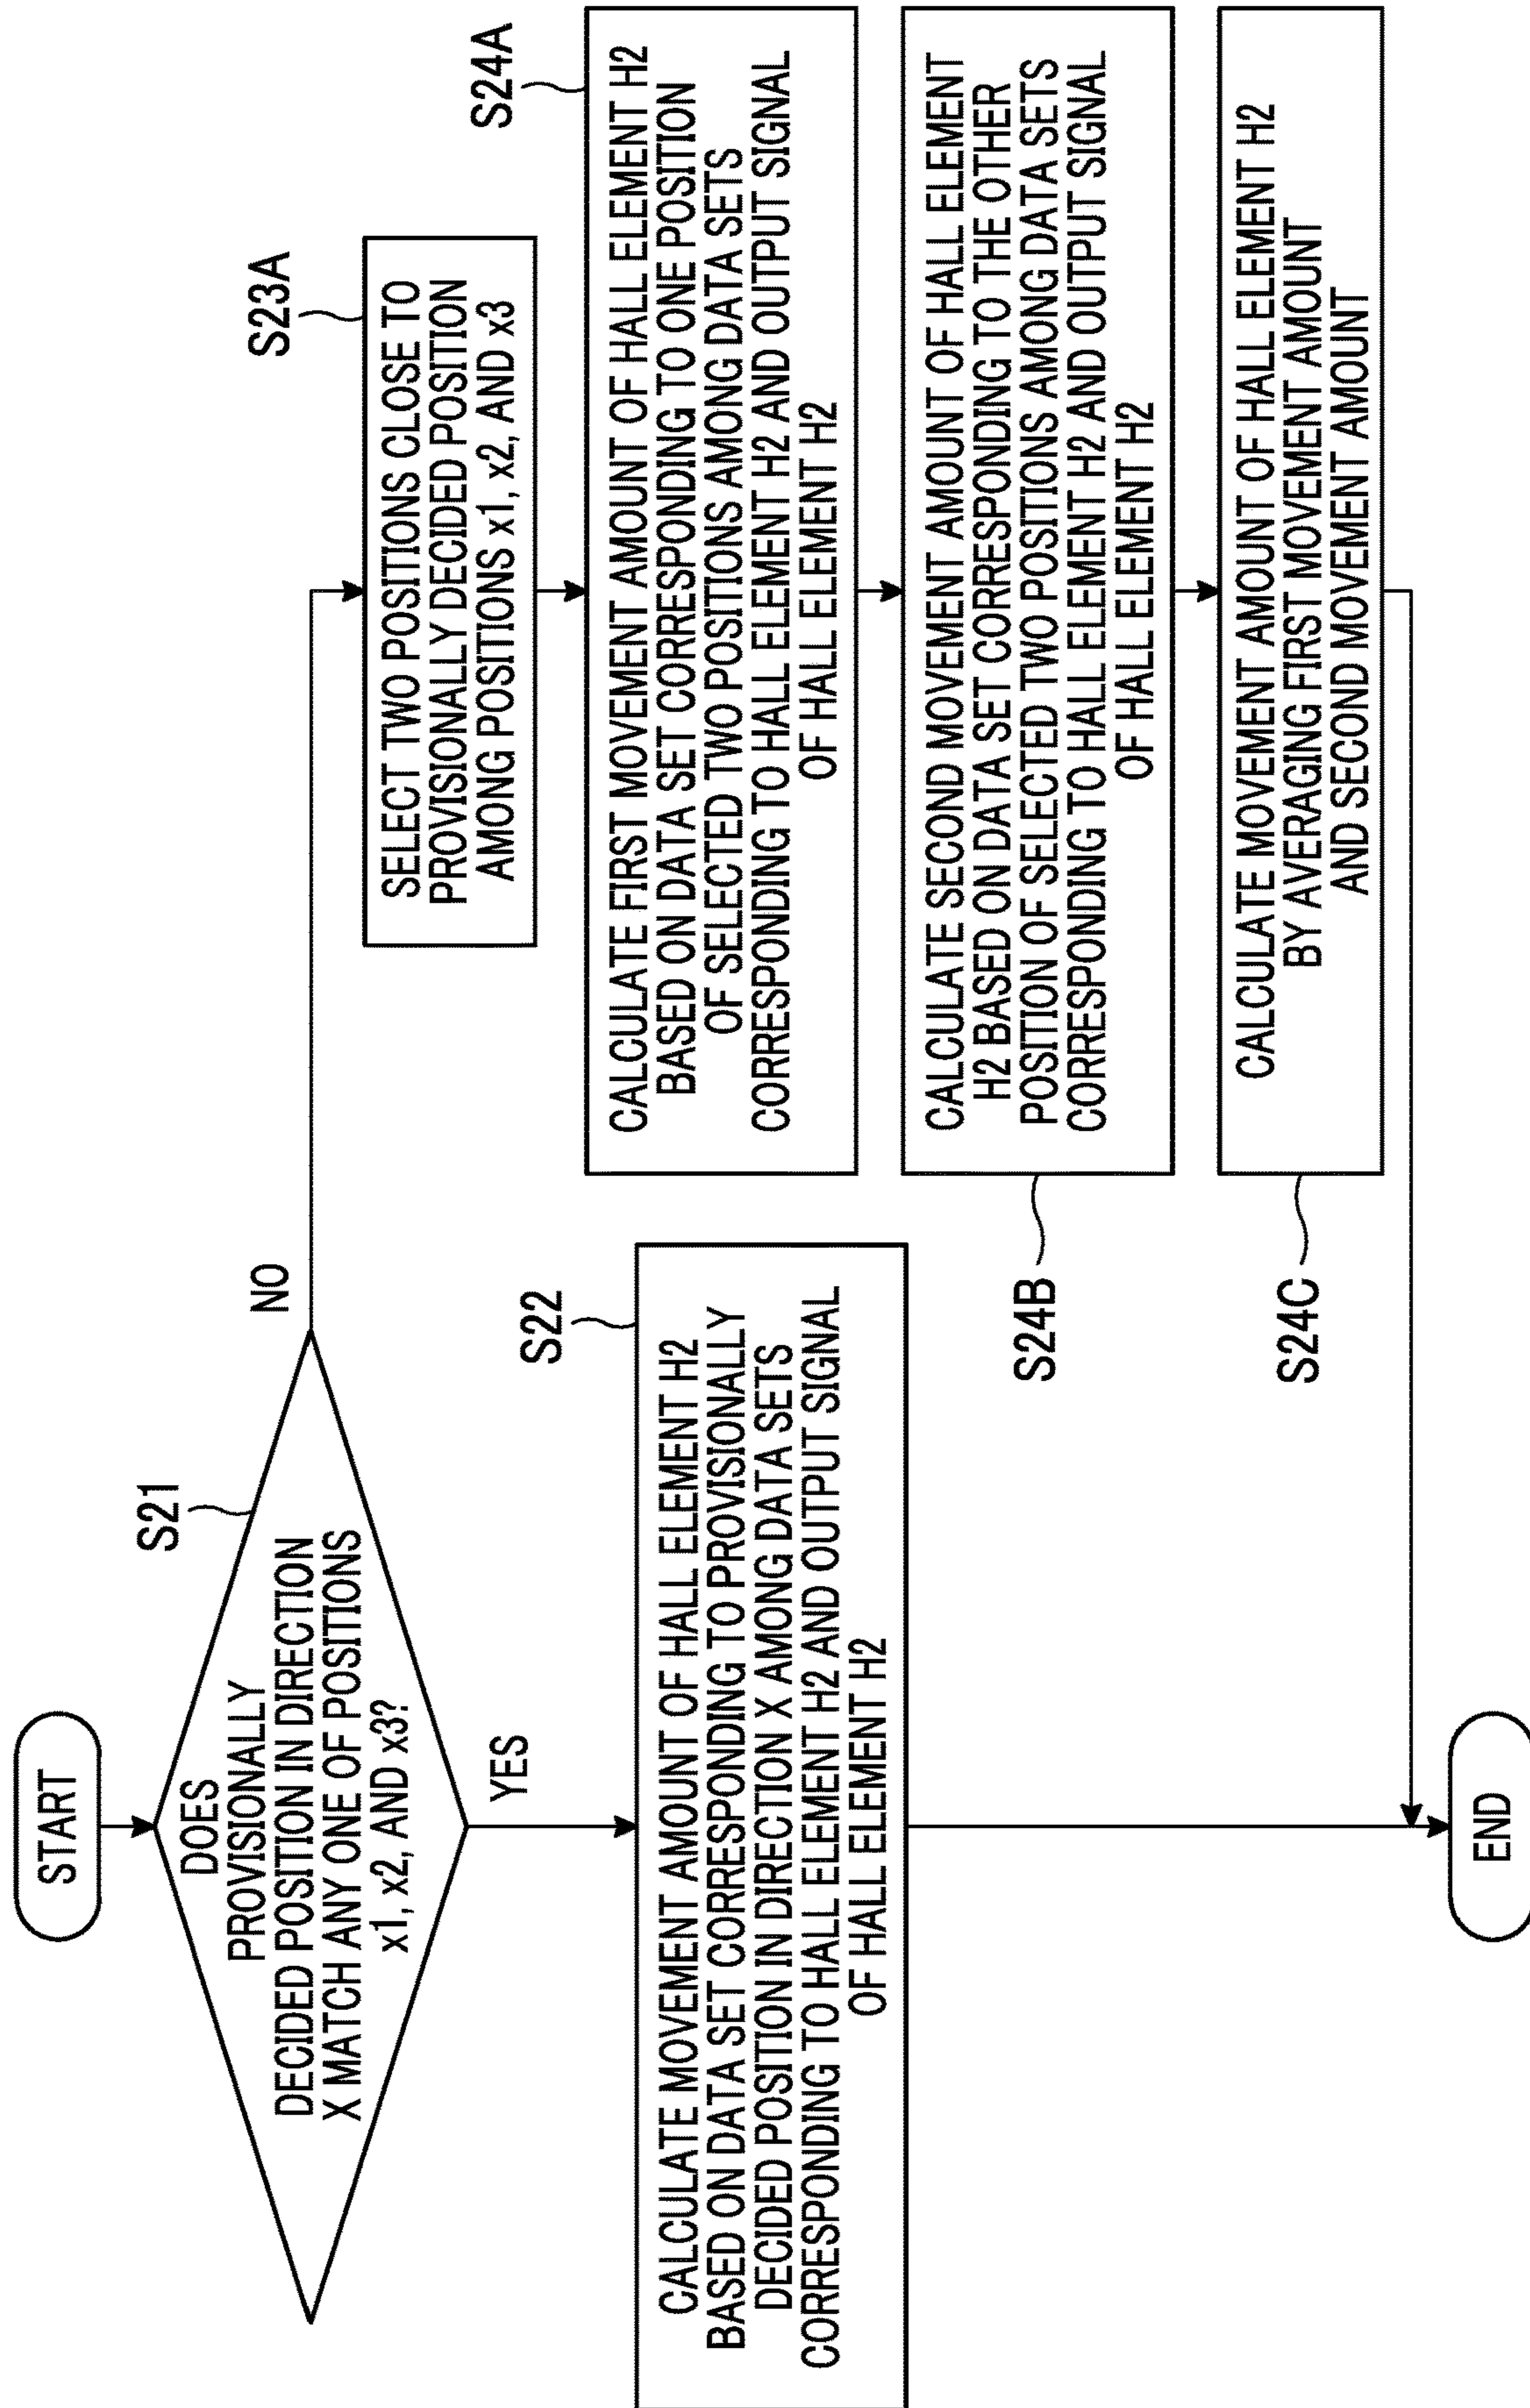 START
S21
DOES
PROVISIONALLY
DECIDED POSITION IN DIRECTION
X MATCH ANY ONE OF POSITIONS
x1, x2, AND x3?
NO
YES
S22
CALCULATE MOVEMENT AMOUNT OF HALL ELEMENT H2
BASED ON DATA SET CORRESPONDING TO PROVISIONALLY
DECIDED POSITION IN DIRECTION X AMONG DATA SETS
CORRESPONDING TO HALL ELEMENT H2 AND OUTPUT SIGNAL
OF HALL ELEMENT H2
S23A
SELECT TWO POSITIONS CLOSE TO
PROVISIONALLY DECIDED POSITION
AMONG POSITIONS x1, x2, AND x3
S24A
CALCULATE FIRST MOVEMENT AMOUNT OF HALL ELEMENT H2
BASED ON DATA SET CORRESPONDING TO ONE POSITION
OF SELECTED TWO POSITIONS AMONG DATA SETS
CORRESPONDING TO HALL ELEMENT H2 AND OUTPUT SIGNAL
OF HALL ELEMENT H2
S24B
CALCULATE SECOND MOVEMENT AMOUNT OF HALL ELEMENT
H2 BASED ON DATA SET CORRESPONDING TO THE OTHER
POSITION OF SELECTED TWO POSITIONS AMONG DATA SETS
CORRESPONDING TO HALL ELEMENT H2 AND OUTPUT SIGNAL
OF HALL ELEMENT H2
S24C
CALCULATE MOVEMENT AMOUNT OF HALL ELEMENT H2
BY AVERAGING FIRST MOVEMENT AMOUNT
AND SECOND MOVEMENT AMOUNT
END